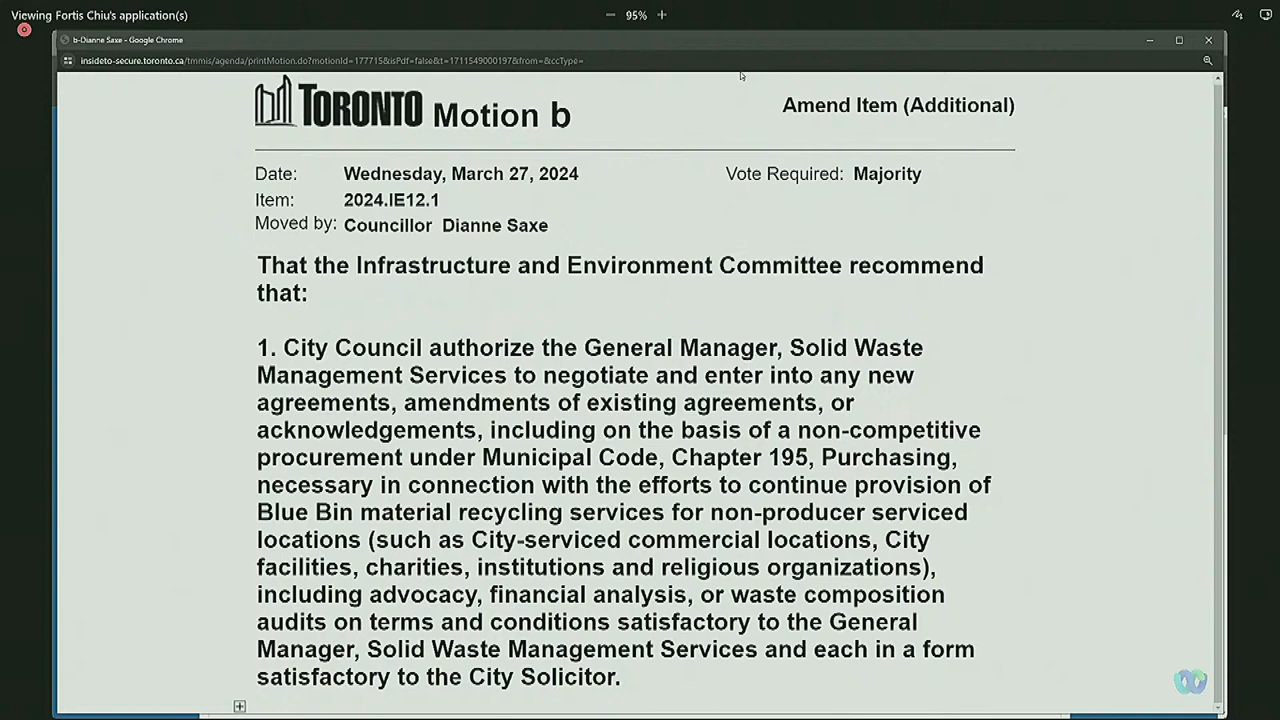 Viewing Fortis Chiu's application(s)
95%
b-Dianne Saxe - Google Chrome
insideto-secure.toronto.ca/tmmis/agenda/printMotion.do?motionId=177715&isPdf=false&t=1711549000197&from=&ccType=
TORONTO Motion b
Amend Item (Additional)
Date: Wednesday, March 27, 2024
Vote Required: Majority
Item: 2024.IE12.1
Moved by: Councillor Dianne Saxe
That the Infrastructure and Environment Committee recommend
that:
1. City Council authorize the General Manager, Solid Waste
Management Services to negotiate and enter into any new
agreements, amendments of existing agreements, or
acknowledgements, including on the basis of a non-competitive
procurement under Municipal Code, Chapter 195, Purchasing,
necessary in connection with the efforts to continue provision of
Blue Bin material recycling services for non-producer serviced
locations (such as City-serviced commercial locations, City
facilities, charities, institutions and religious organizations),
including advocacy, financial analysis, or waste composition
audits on terms and conditions satisfactory to the General
Manager, Solid Waste Management Services and each in a form
satisfactory to the City Solicitor.